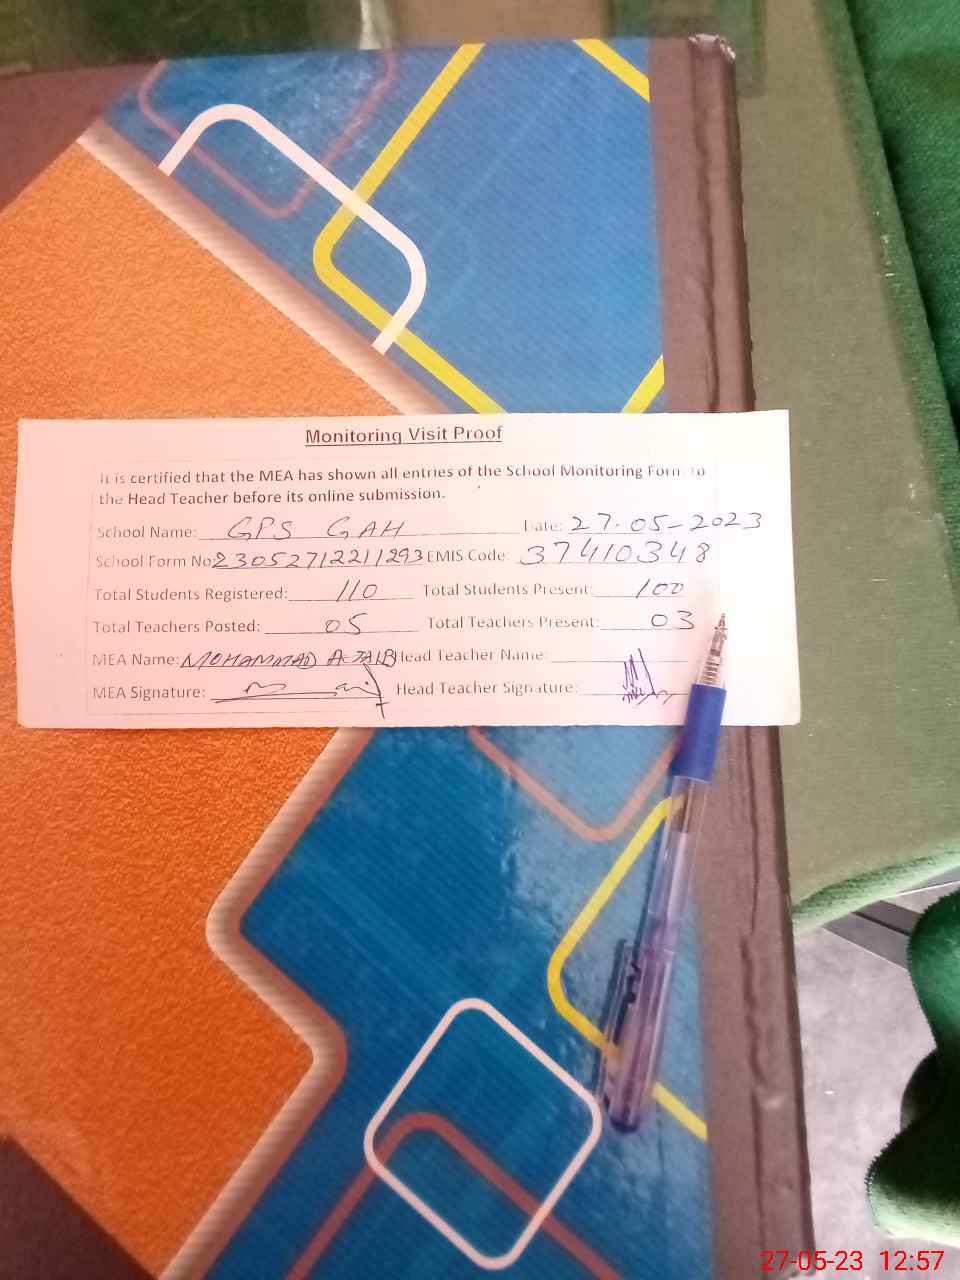 Monitoring Visit Proof
It is certified that the MEA has shown all entries of the School Monitoring Form to
the Head Teacher before its online submission.
School Name: GPS GAH Date: 27.05-2023
School Form No: 23052712211293 EMIS Code: 37410348
Total Students Registered: 110 Total Students Present: 100
Total Teachers Posted: 05 Total Teachers Present: 03
MEA Name: MOHAMMAD Head Teacher Name:
MEA Signature: Head Teacher Signature:
27-05-23 12:57